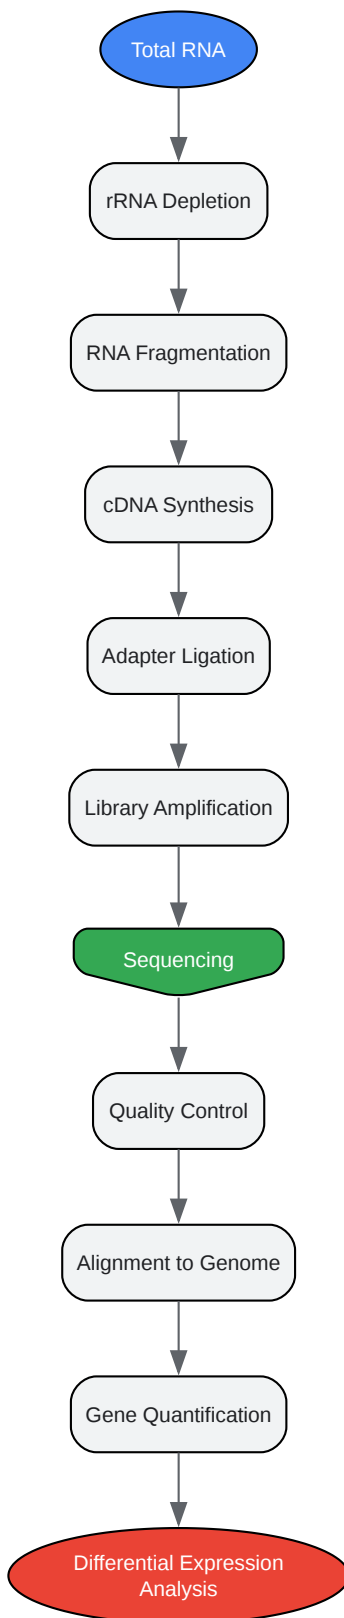 Total RNA
rRNA Depletion
RNA Fragmentation
cDNA Synthesis
Adapter Ligation
Library Amplification
Sequencing
Quality Control
Alignment to Genome
Gene Quantification
Differential Expression
Analysis